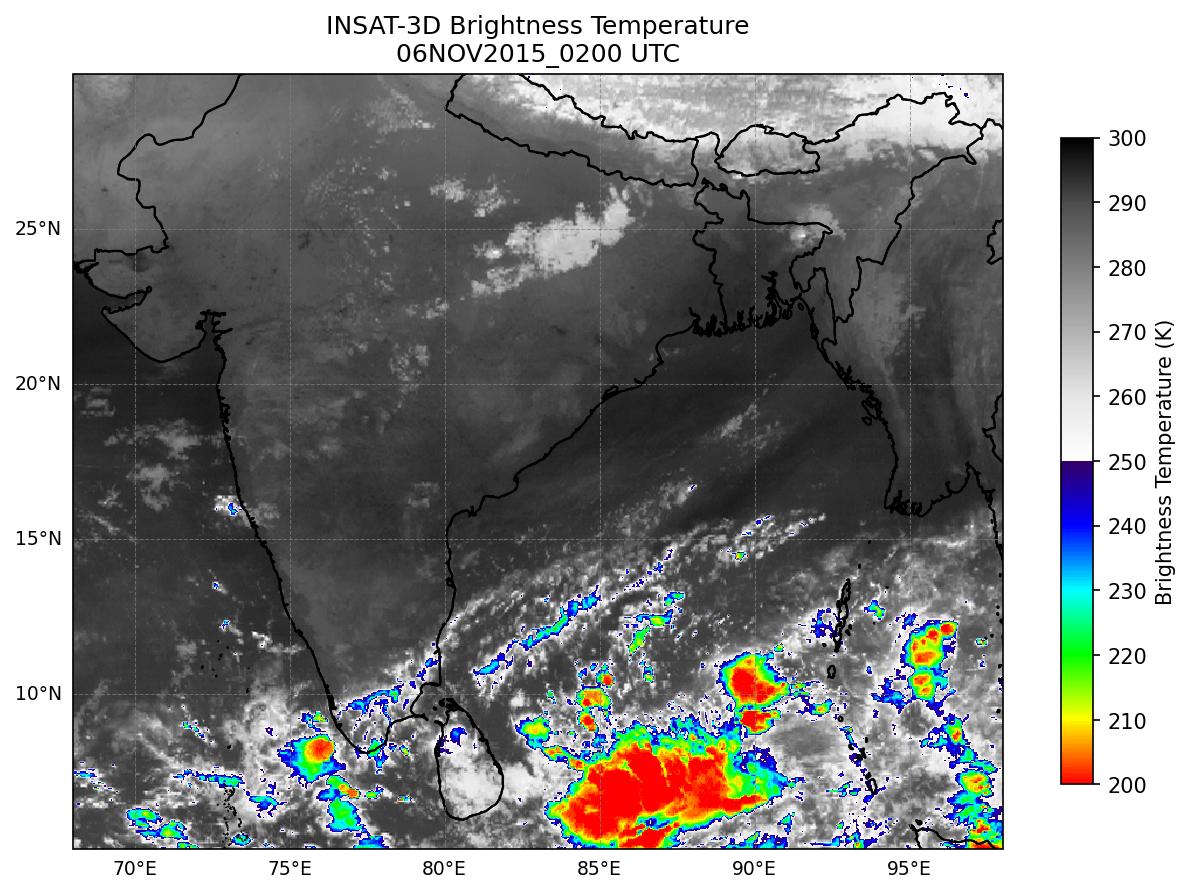 INSAT-3D Brightness Temperature
06NOV2015_0200 UTC
25°N
20°N
15°N
10°N
70°E
75°E
80°E
85°E
90°E
95°E
300
290
280
270
260
250
240
230
220
210
200
Brightness Temperature (K)